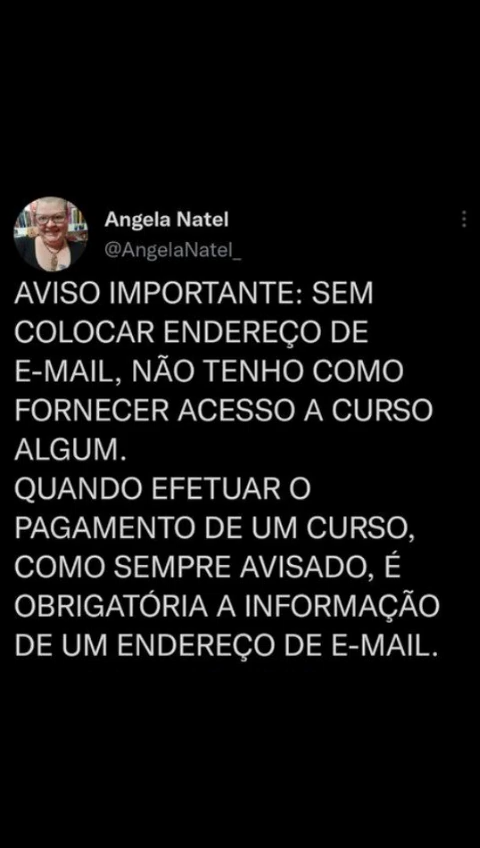 Angela Natel
@AngelaNatel_
AVISO IMPORTANTE: SEM
COLOCAR ENDEREÇO DE
E-MAIL, NÃO TENHO COMO
FORNECER ACESSO A CURSO
ALGUM.
QUANDO EFETUAR O
PAGAMENTO DE UM CURSO,
COMO SEMPRE AVISADO, É
OBRIGATÓRIA A INFORMAÇÃO
DE UM ENDEREÇO DE E-MAIL.